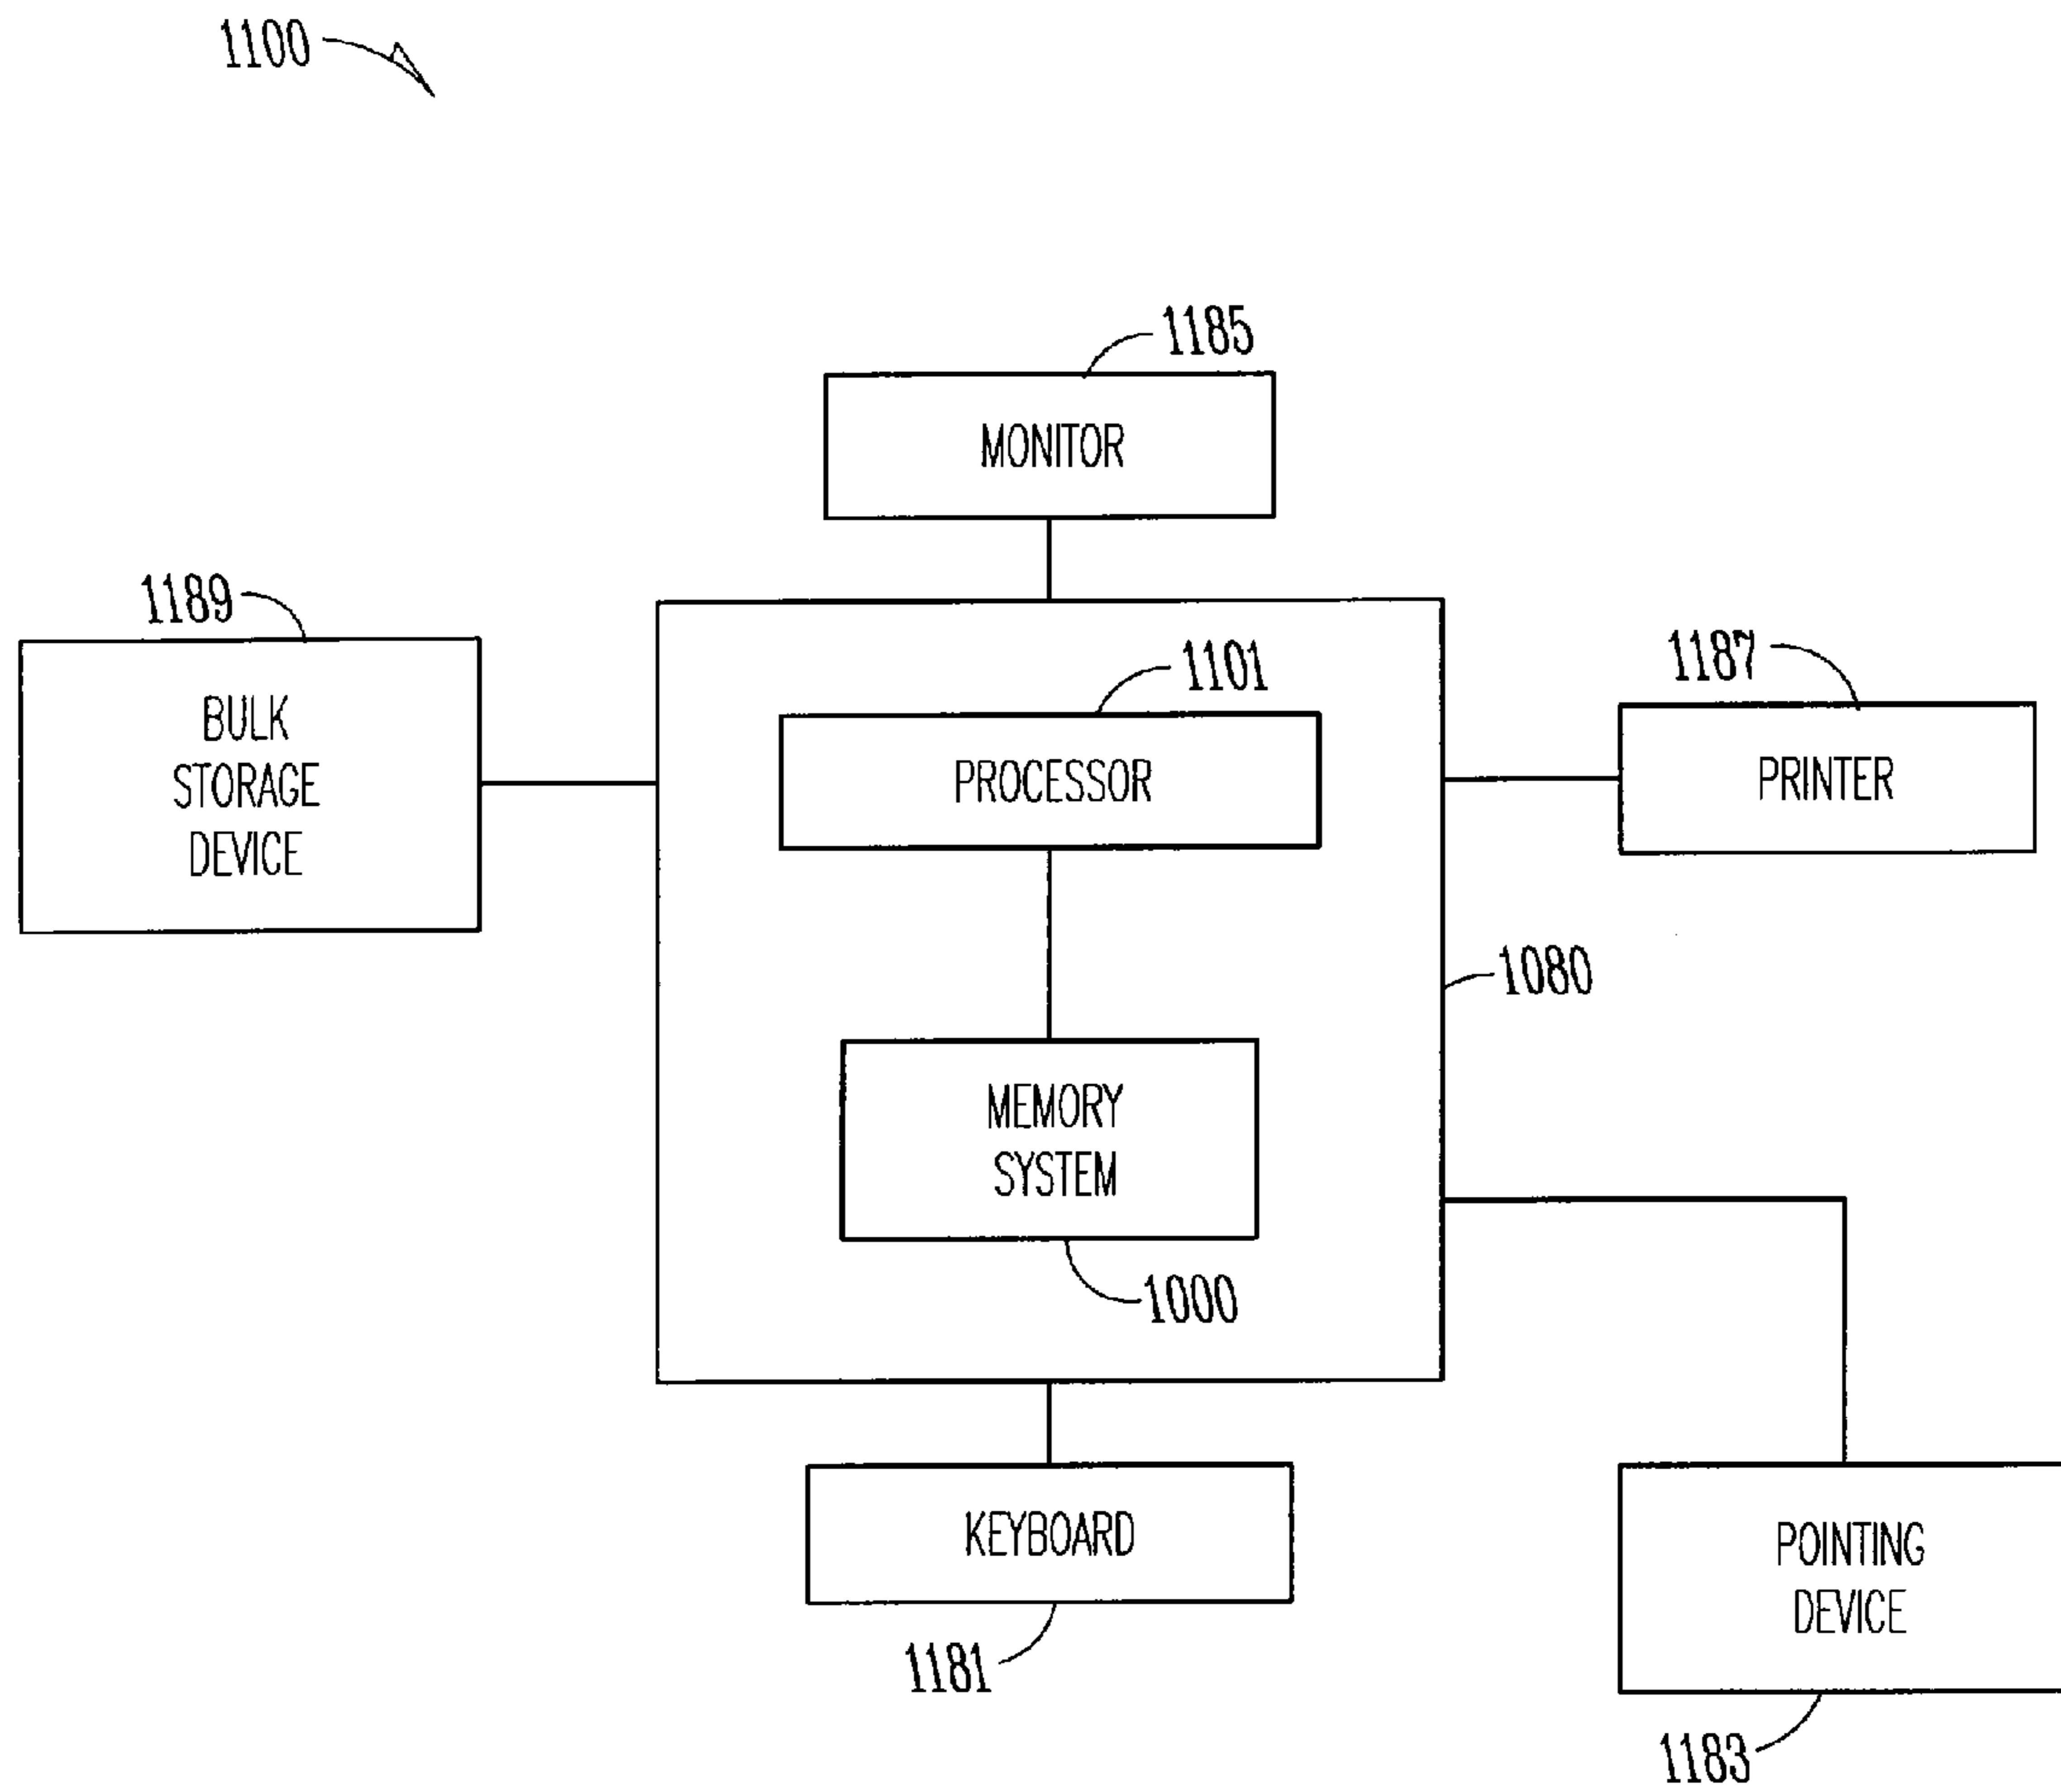 1100
1185
MONITOR
1189
BULK
STORAGE
DEVICE
1101
PROCESSOR
1187
PRINTER
1080
MEMORY
SYSTEM
1000
KEYBOARD
1181
POINTING
DEVICE
1183